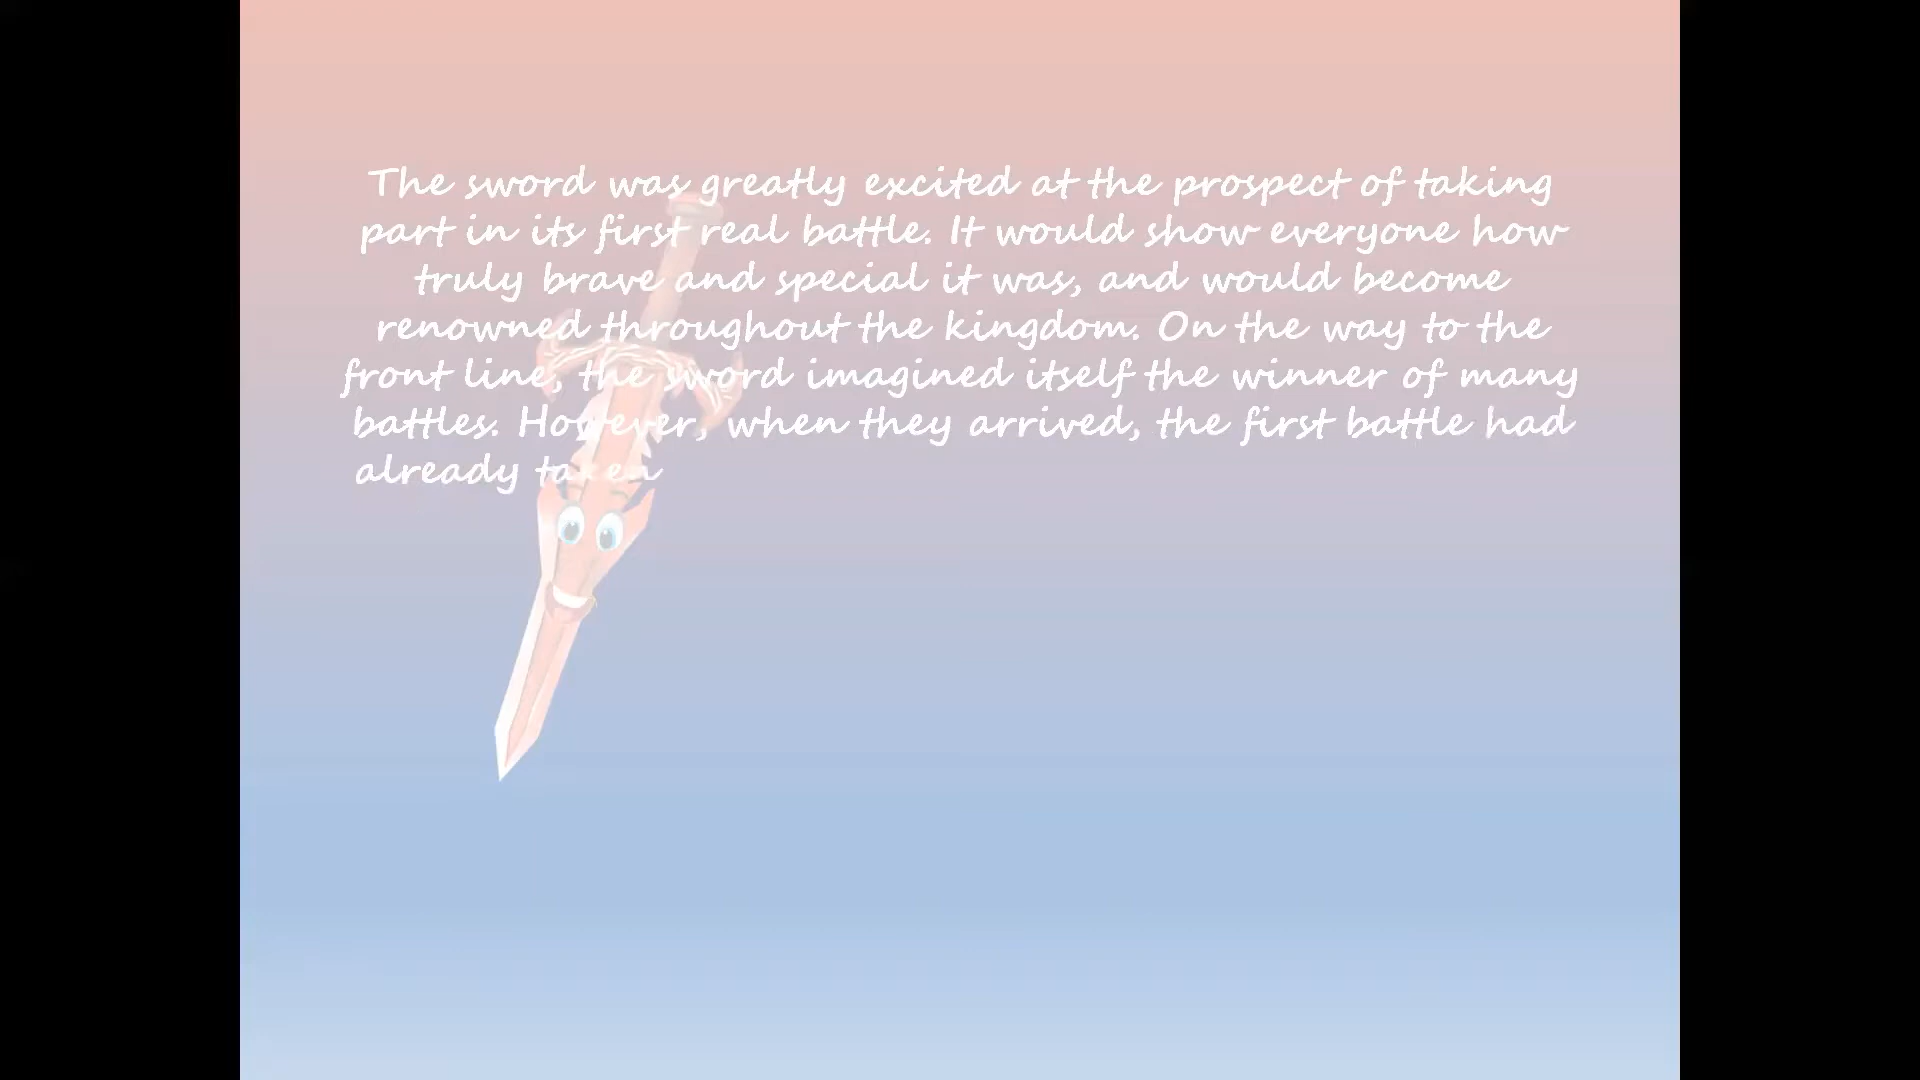 The sword was greatly excited at the prospect of taking
part in its first real battle. It would show everyone how
truly brave and special it was, and would become
renowned throughout the kingdom. On the way to the
front line, the sword imagined itself the winner of many
battles. However, when they arrived, the first battle had
already taken